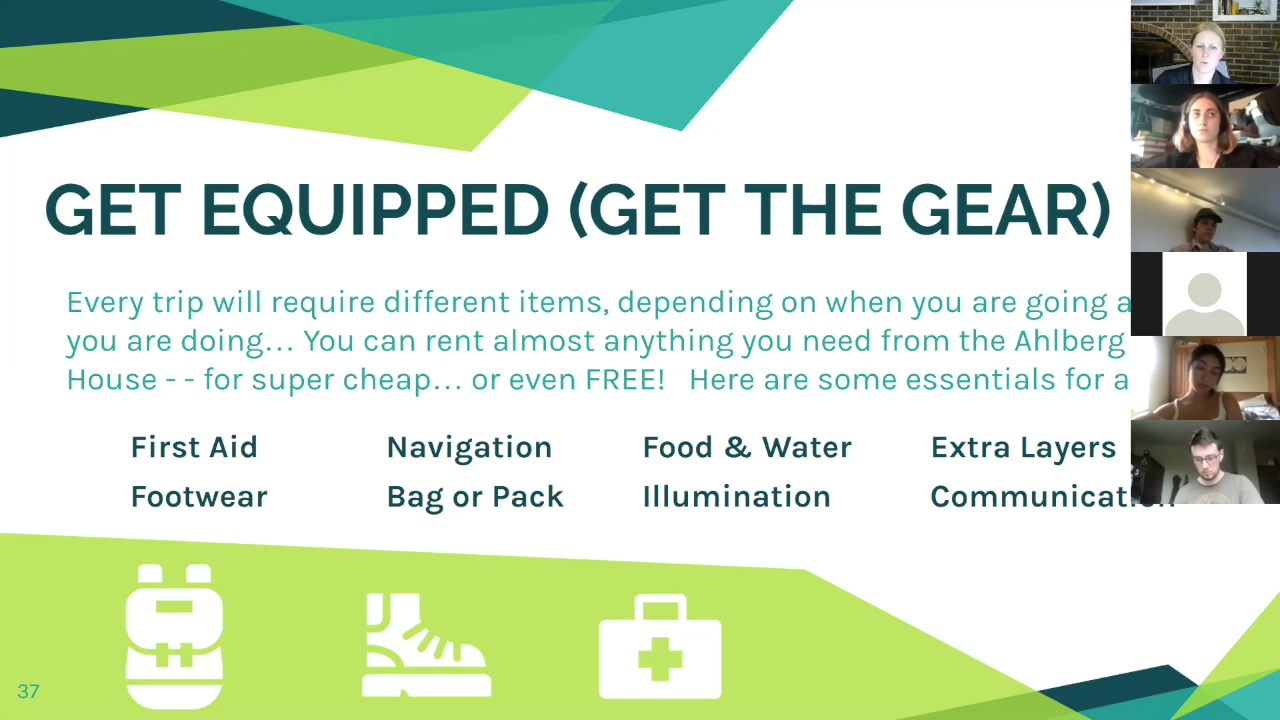 GET EQUIPPED (GET THE GEAR)
Every trip will require different items, depending on when you are going a
you are doing... You can rent almost anything you need from the Ahlberg
House - - for super cheap... or even FREE! Here are some essentials for a
First Aid Navigation Food & Water Extra Layers
Footwear Bag or Pack Illumination Communicati
37